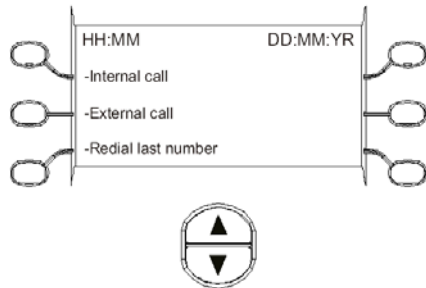 HH:MM DD:MM:YR
-Internal call
-External call
-Redial last number